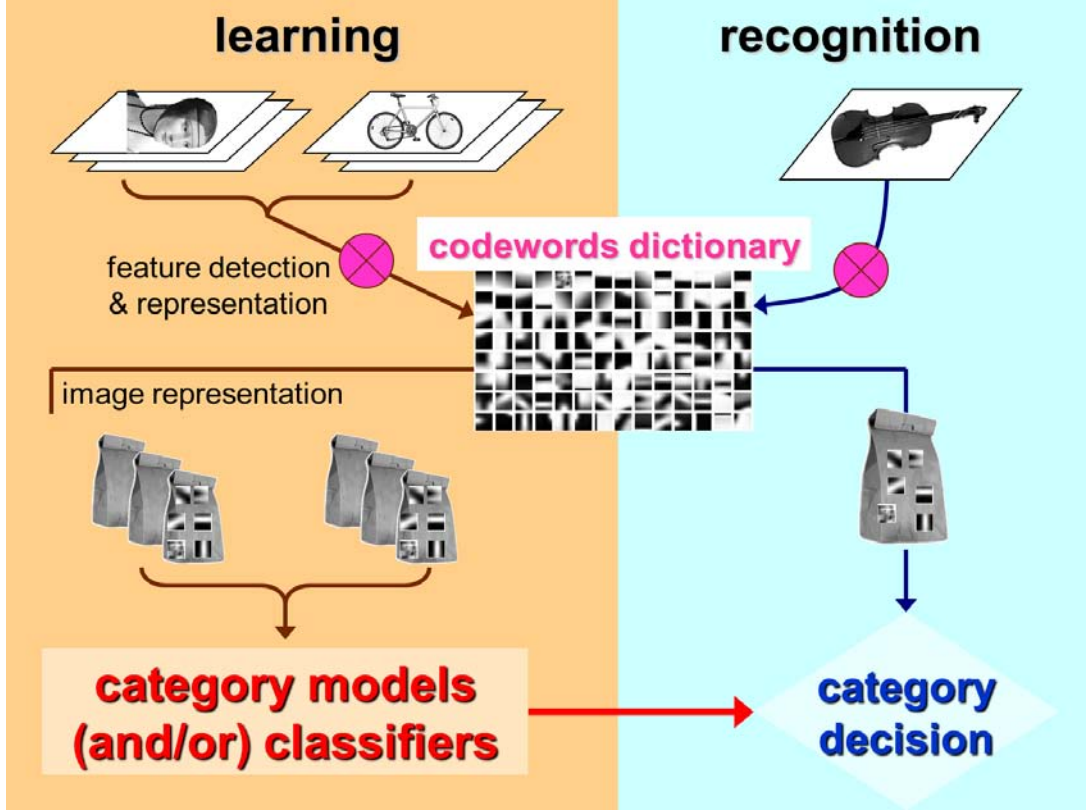 learning
recognition
codewords dictionary
feature detection
& representation
image representation
category models
(and/or) classifiers
category
decision